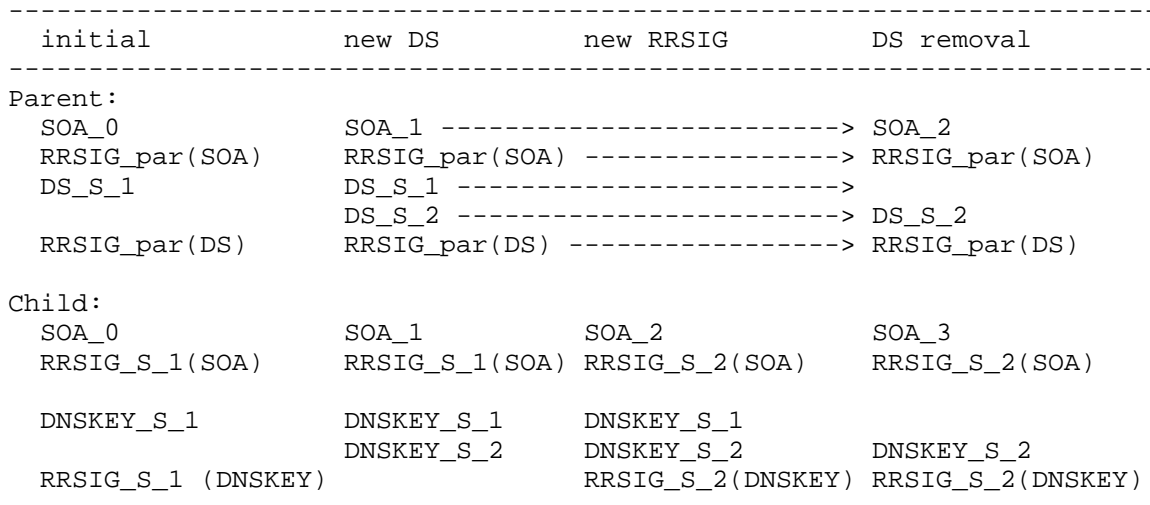 ------------------------------------------------------------------------
  initial            new DS         new RRSIG         DS removal
------------------------------------------------------------------------
Parent:
  SOA_0              SOA_1 -------------------------> SOA_2
  RRSIG_par(SOA)     RRSIG_par(SOA) ----------------> RRSIG_par(SOA)
  DS_S_1             DS_S_1 ------------------------>
                     DS_S_2 ------------------------> DS_S_2
  RRSIG_par(DS)      RRSIG_par(DS) -----------------> RRSIG_par(DS)

Child:
  SOA_0              SOA_1          SOA_2             SOA_3
  RRSIG_S_1(SOA)     RRSIG_S_1(SOA) RRSIG_S_2(SOA)    RRSIG_S_2(SOA)

  DNSKEY_S_1         DNSKEY_S_1     DNSKEY_S_1
                     DNSKEY_S_2     DNSKEY_S_2        DNSKEY_S_2
  RRSIG_S_1 (DNSKEY)                RRSIG_S_2(DNSKEY) RRSIG_S_2(DNSKEY)